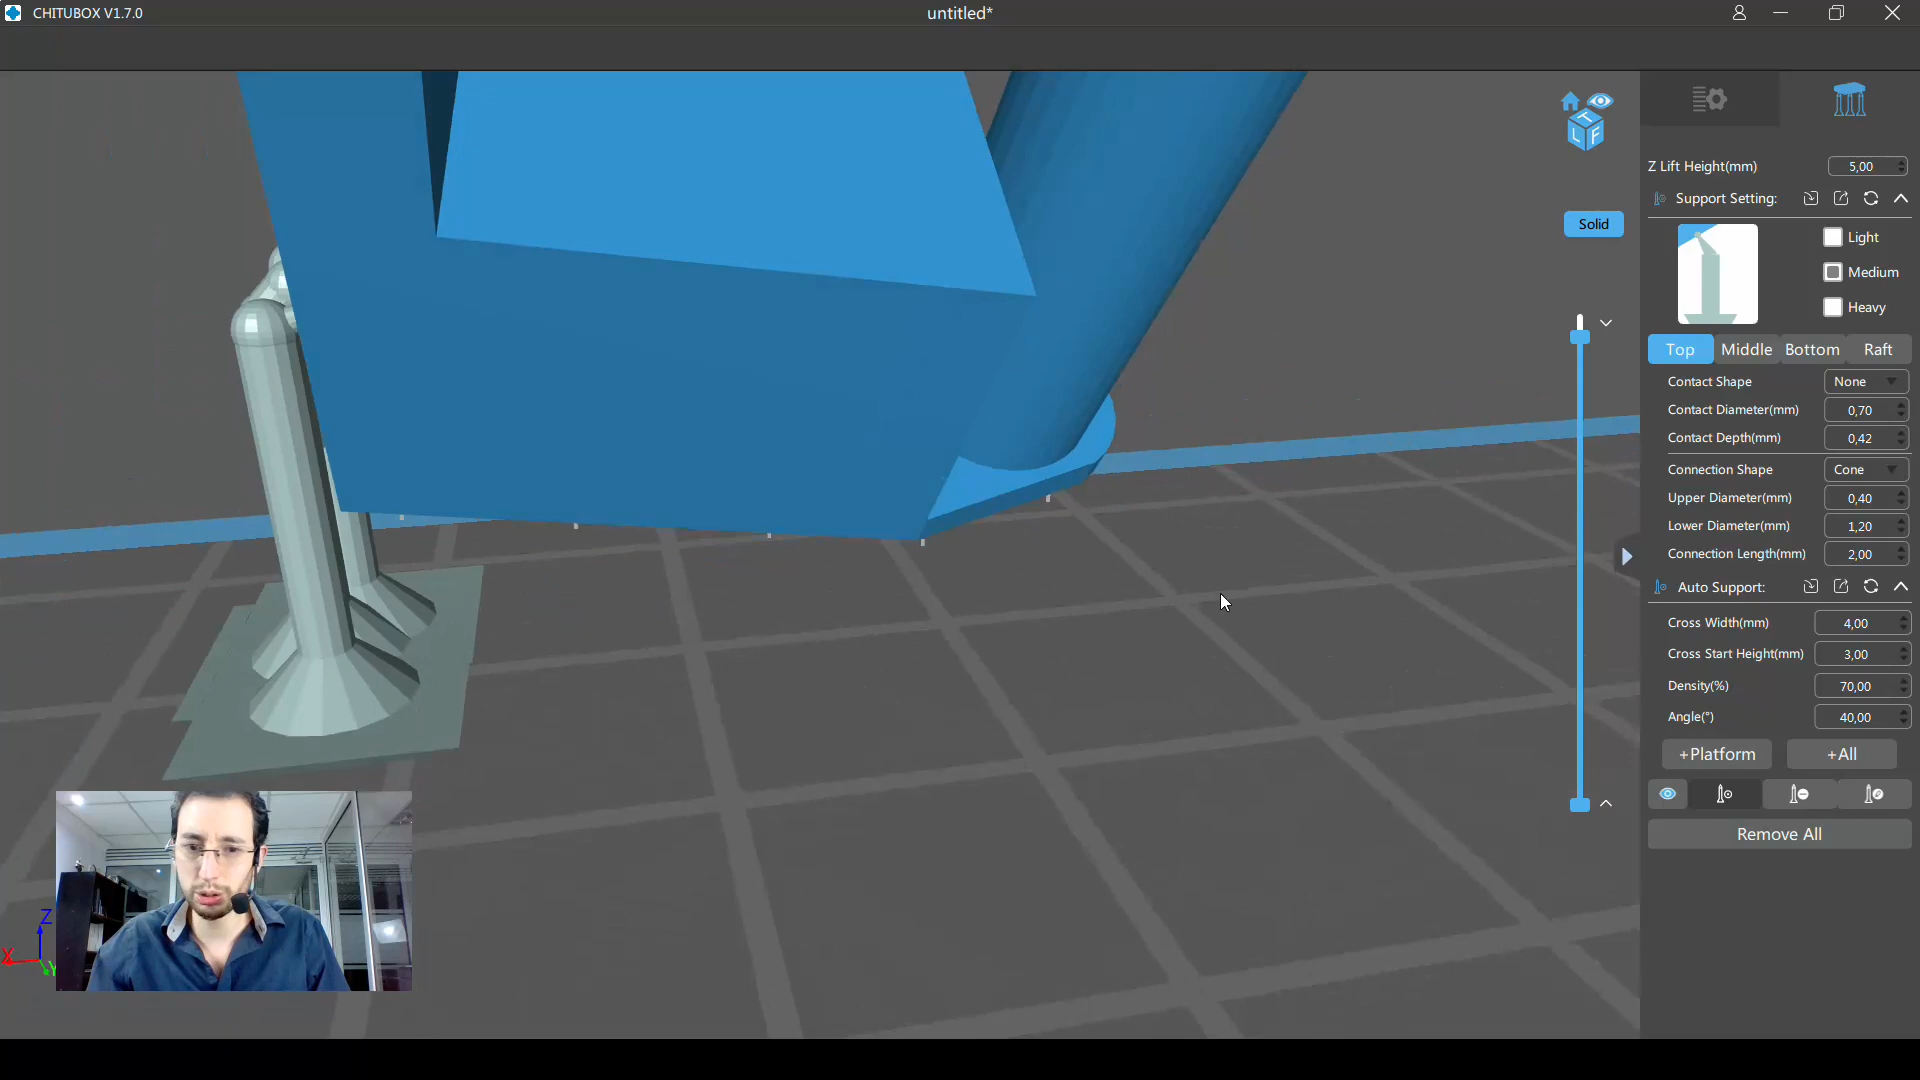 CHITUBOX V1.7.0
untitled*
T
L F
Solid
Z Lift Height(mm) 5,00
Support Setting:
Light
Medium
Heavy
Top Middle Bottom Raft
Contact Shape None
Contact Diameter(mm) 0,70
Contact Depth(mm) 0,42
Connection Shape Cone
Upper Diameter(mm) 0,40
Lower Diameter(mm) 1,20
Connection Length(mm) 2,00
Auto Support:
Cross Width(mm) 4,00
Cross Start Height(mm) 3,00
Density(%) 70,00
Angle(°) 40,00
+Platform +All
Remove All
Z
X
Y